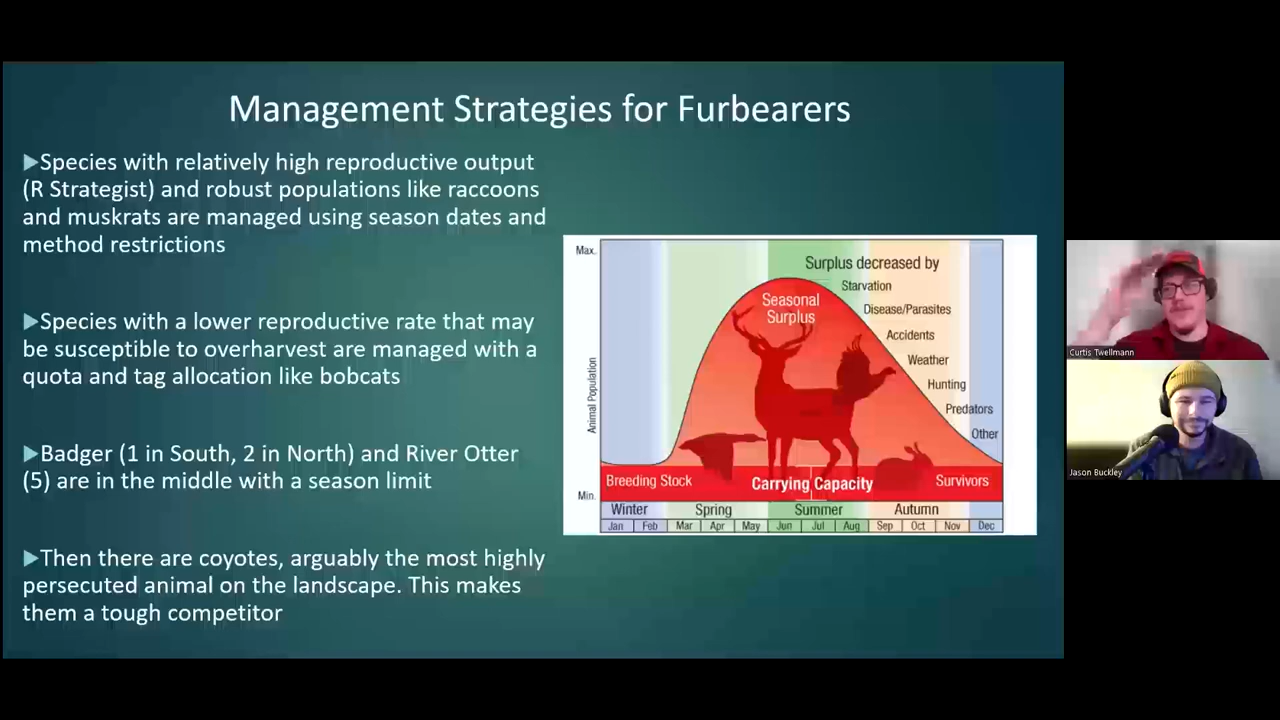 Management Strategies for Furbearers
▶Species with relatively high reproductive output
(R Strategist) and robust populations like raccoons
and muskrats are managed using season dates and
method restrictions
▶Species with a lower reproductive rate that may
be susceptible to overharvest are managed with a
quota and tag allocation like bobcats
▶Badger (1 in South, 2 in North) and River Otter
(5) are in the middle with a season limit
▶Then there are coyotes, arguably the most highly
persecuted animal on the landscape. This makes
them a tough competitor
Max.
Animal Population
Min.
Surplus decreased by
Starvation
Disease/Parasites
Accidents
Weather
Hunting
Predators
Other
Seasonal
Surplus
Breeding Stock
Carrying Capacity
Survivors
Winter Spring Summer Autumn
Jan Feb Mar Apr May Jun Jul Aug Sep Oct Nov Dec
Curtis Twellmann
Jason Buckley